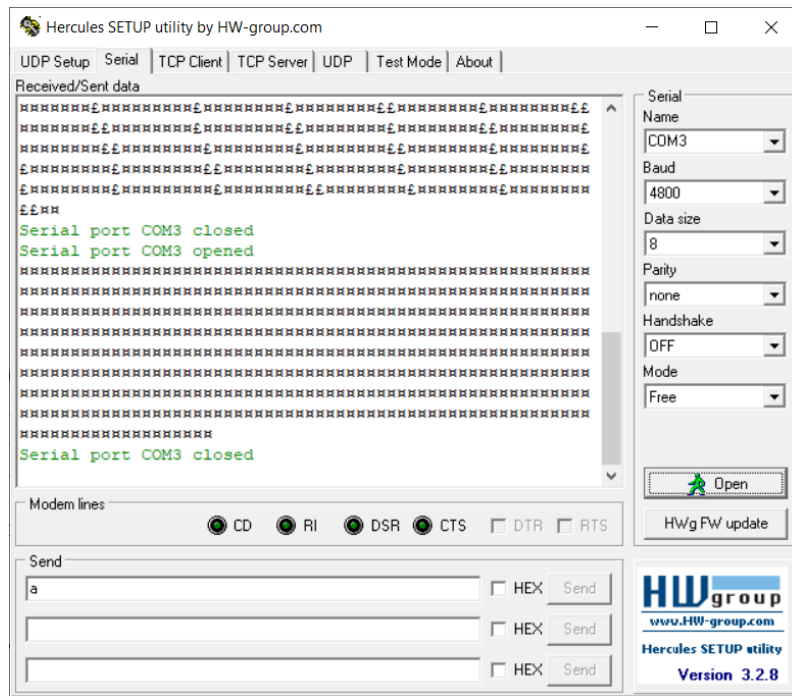 ¤¤¤¤¤¤¤£¤¤¤¤¤¤¤¤¤£¤¤¤¤¤¤¤¤£¤¤¤¤¤¤¤¤££¤¤¤¤¤¤¤¤£¤¤¤¤¤¤¤¤££
¤¤¤¤¤¤¤££¤¤¤¤¤¤¤¤£¤¤¤¤¤¤¤¤££¤¤¤¤¤¤¤¤£¤¤¤¤¤¤¤¤££¤¤¤¤¤¤¤¤£
¤¤¤¤¤¤¤¤££¤¤¤¤¤¤¤¤£¤¤¤¤¤¤¤¤£¤¤¤¤¤¤¤¤££¤¤¤¤¤¤¤¤£¤¤¤¤¤¤¤¤£
£¤¤¤¤¤¤¤¤£¤¤¤¤¤¤¤¤££¤¤¤¤¤¤¤¤£¤¤¤¤¤¤¤¤£¤¤¤¤¤¤¤¤££¤¤¤¤¤¤¤¤
£¤¤¤¤¤¤¤¤£¤¤¤¤¤¤¤¤¤£¤¤¤¤¤¤¤¤££¤¤¤¤¤¤¤¤£¤¤¤¤¤¤¤¤£¤¤¤¤¤¤¤¤
££¤¤
Hercules SETUP utility by HW-group.com
UDP Setup Serial TCP Client TCP Server UDP Test Mode About
Received/Sent data
Serial port COM3 closed
Serial port COM3 opened
¤¤¤¤¤¤¤¤¤¤¤¤¤¤¤¤¤¤¤¤¤¤¤¤¤¤¤¤¤¤¤¤¤¤¤¤¤¤¤¤¤¤¤¤¤¤¤¤¤¤¤¤¤¤¤¤
¤¤¤¤¤¤¤¤¤¤¤¤¤¤¤¤¤¤¤¤¤¤¤¤¤¤¤¤¤¤¤¤¤¤¤¤¤¤¤¤¤¤¤¤¤¤¤¤¤¤¤¤¤¤¤¤
¤¤¤¤¤¤¤¤¤¤¤¤¤¤¤¤¤¤¤¤¤¤¤¤¤¤¤¤¤¤¤¤¤¤¤¤¤¤¤¤¤¤¤¤¤¤¤¤¤¤¤¤¤¤¤¤
¤¤¤¤¤¤¤¤¤¤¤¤¤¤¤¤¤¤¤¤¤¤¤¤¤¤¤¤¤¤¤¤¤¤¤¤¤¤¤¤¤¤¤¤¤¤¤¤¤¤¤¤¤¤¤¤
¤¤¤¤¤¤¤¤¤¤¤¤¤¤¤¤¤¤¤¤¤¤¤¤¤¤¤¤¤¤¤¤¤¤¤¤¤¤¤¤¤¤¤¤¤¤¤¤¤¤¤¤¤¤¤¤
¤¤¤¤¤¤¤¤¤¤¤¤¤¤¤¤¤¤¤¤¤¤¤¤¤¤¤¤¤¤¤¤¤¤¤¤¤¤¤¤¤¤¤¤¤¤¤¤¤¤¤¤¤¤¤¤
¤¤¤¤¤¤¤¤¤¤¤¤¤¤¤¤¤¤¤¤¤¤¤¤¤¤¤¤¤¤¤¤¤¤¤¤¤¤¤¤¤¤¤¤¤¤¤¤¤¤¤¤¤¤¤¤
¤¤¤¤¤¤¤¤¤¤¤¤¤¤¤¤¤¤¤¤¤¤¤¤¤¤¤¤¤¤¤¤¤¤¤¤¤¤¤¤¤¤¤¤¤¤¤¤¤¤¤¤¤¤¤¤
¤¤¤¤¤¤¤¤¤¤¤¤¤¤¤¤¤¤¤
Serial port COM3 closed
Serial
Name
COM3
Baud
4800
Data size
8
Parity
none
Handshake
OFF
Mode
Free
Open
HWg FW update
Modem lines
CD RI DSR CTS DTR RTS
Send
a HEX Send
HEX Send
HEX Send
HW group
www.HW-group.com
Hercules SETUP utility
Version 3.2.8